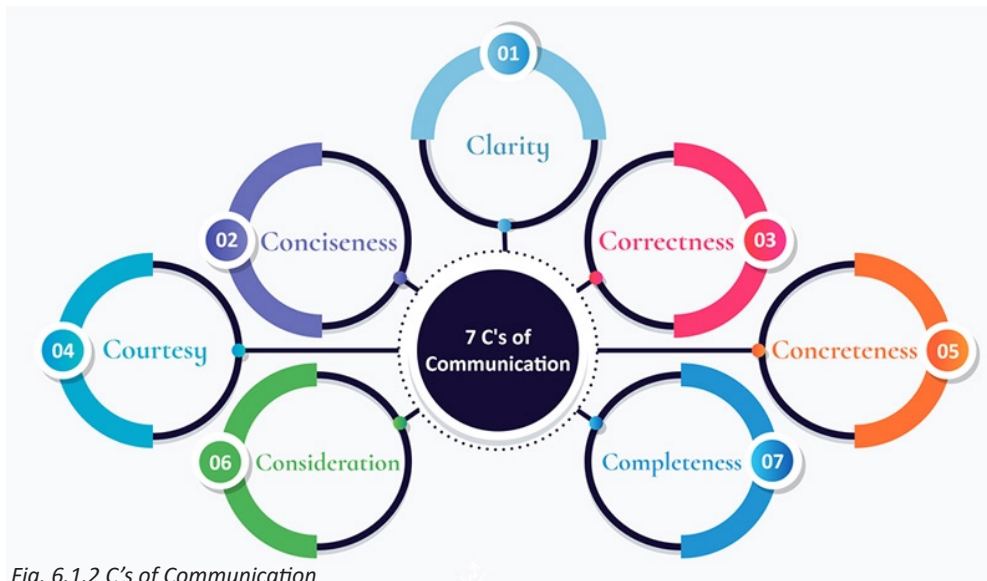 01
Clarity
02
Conciseness
Correctness
03
04
Courtesy
7 C's of
Communication
Concreteness
05
06
Consideration
Completeness
07
Fig. 6.1.2 C’s of Communication